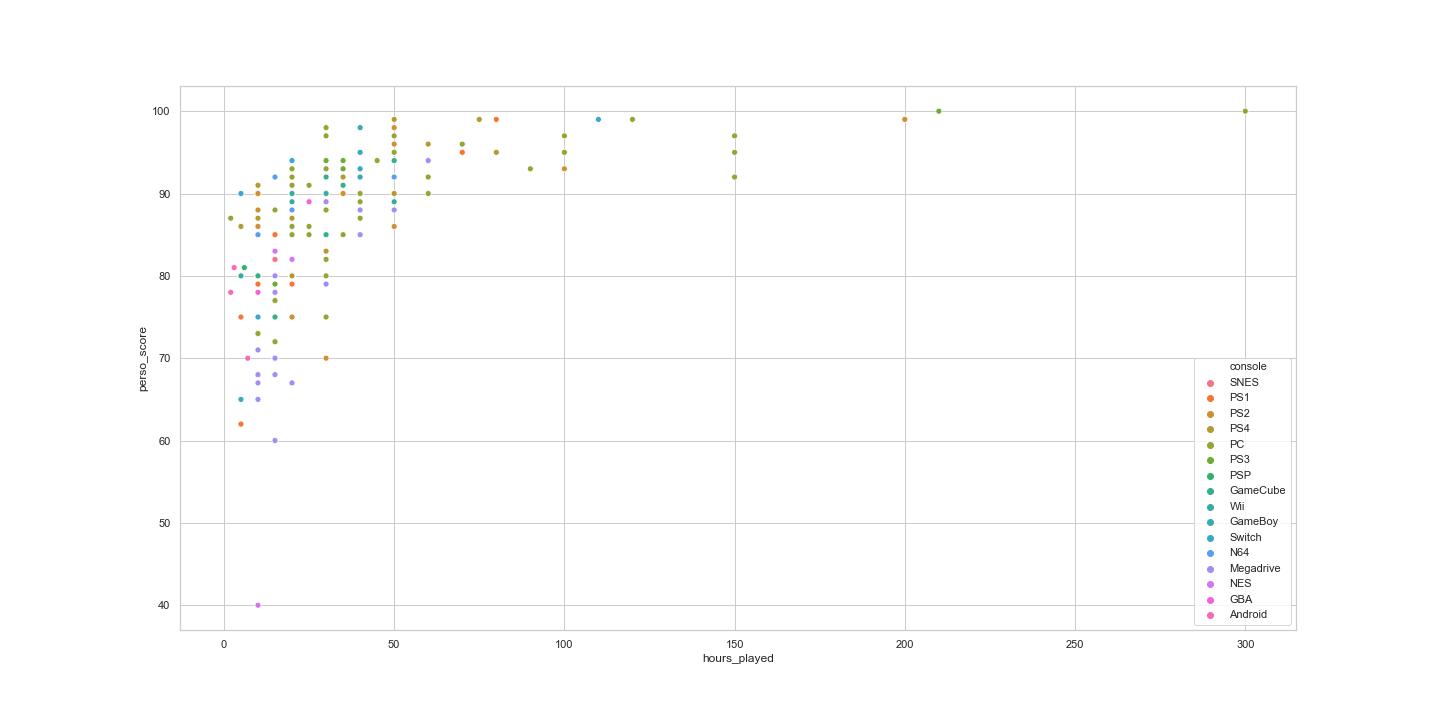 100
90
80
70
60
50
40
perso_score
0
50
100
150
200
250
300
hours_played
console
SNES
PS1
PS2
PS4
PC
PS3
PSP
GameCube
Wii
GameBoy
Switch
N64
Megadrive
NES
GBA
Android